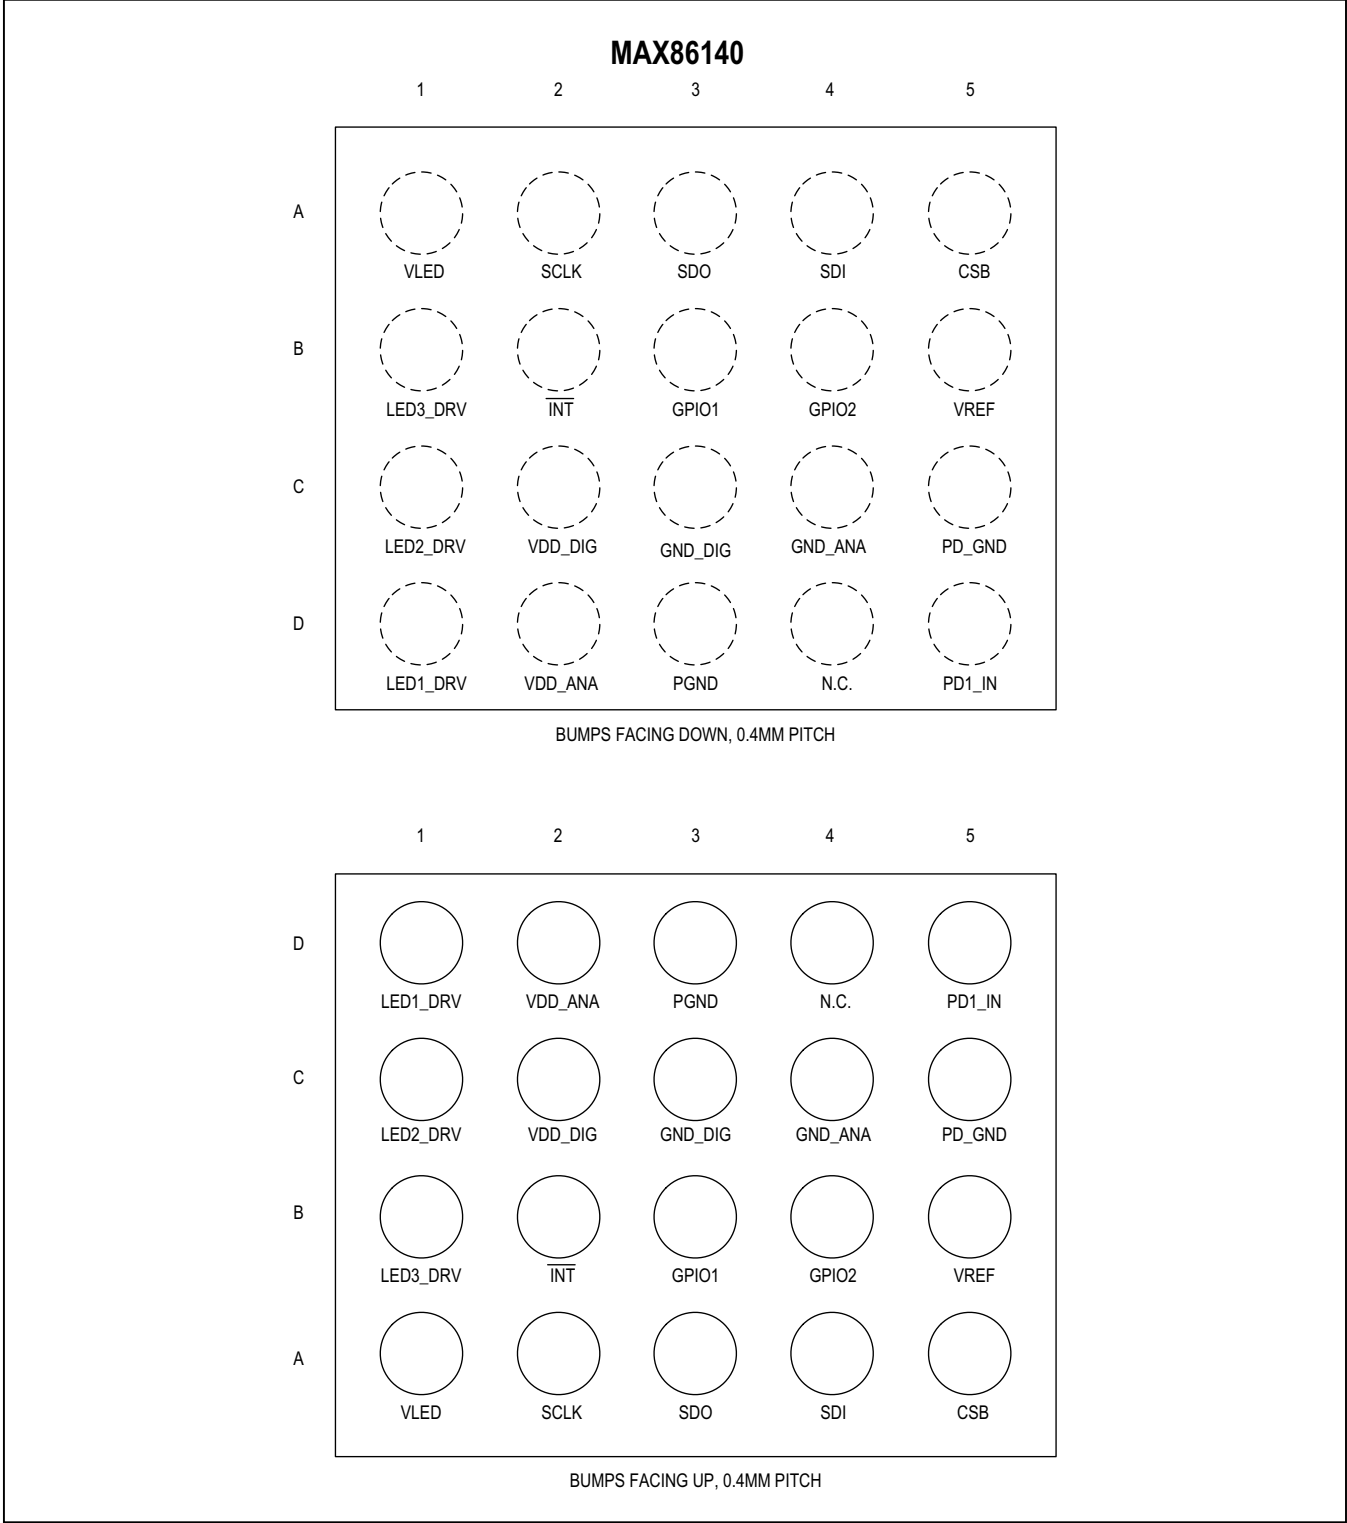 MAX86140
1 2 3 4 5
A
VLED SCLK SDO SDI CSB
B
LED3_DRV INT GPIO1 GPIO2 VREF
C
LED2_DRV VDD_DIG GND_DIG GND_ANA PD_GND
D
LED1_DRV VDD_ANA PGND N.C. PD1_IN
BUMPS FACING DOWN, 0.4MM PITCH
1 2 3 4 5
D
LED1_DRV VDD_ANA PGND N.C. PD1_IN
C
LED2_DRV VDD_DIG GND_DIG GND_ANA PD_GND
B
LED3_DRV INT GPIO1 GPIO2 VREF
A
VLED SCLK SDO SDI CSB
BUMPS FACING UP, 0.4MM PITCH